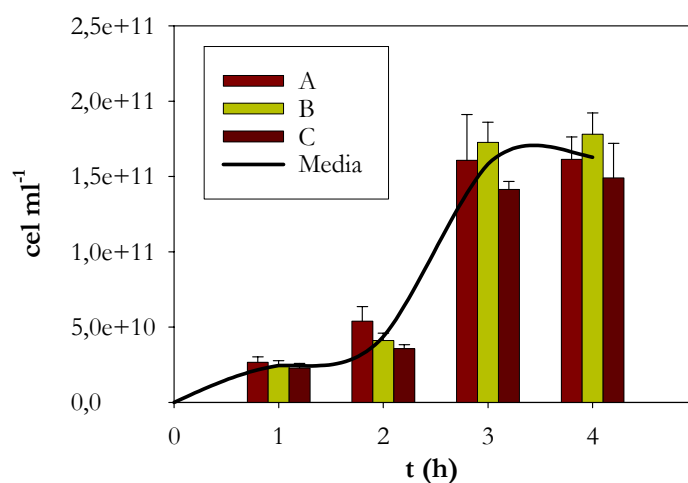 2,5e+11
2,0e+11
1,5e+11
1,0e+11
5,0e+10
0,0
cel ml⁻¹
A
B
C
Media
0 1 2 3 4
t (h)